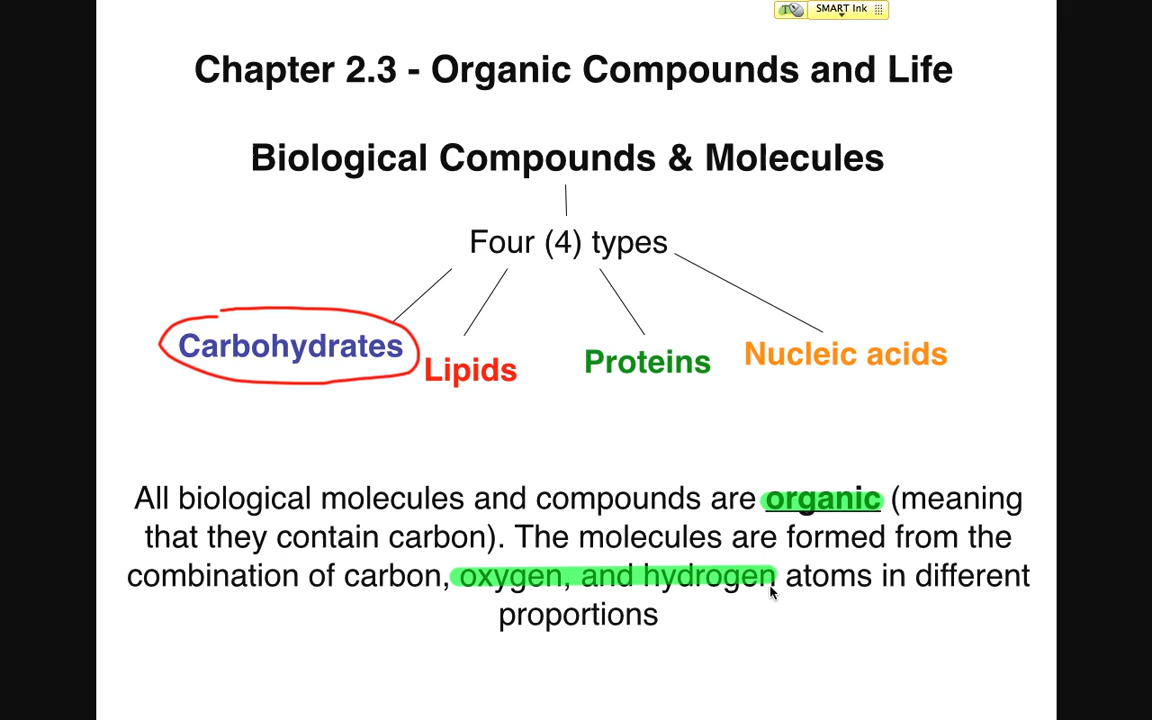 SMART Ink
Chapter 2.3 - Organic Compounds and Life
Biological Compounds & Molecules
Four (4) types
Carbohydrates
Lipids
Proteins
Nucleic acids
All biological molecules and compounds are organic (meaning
that they contain carbon). The molecules are formed from the
combination of carbon, oxygen, and hydrogen atoms in different
proportions